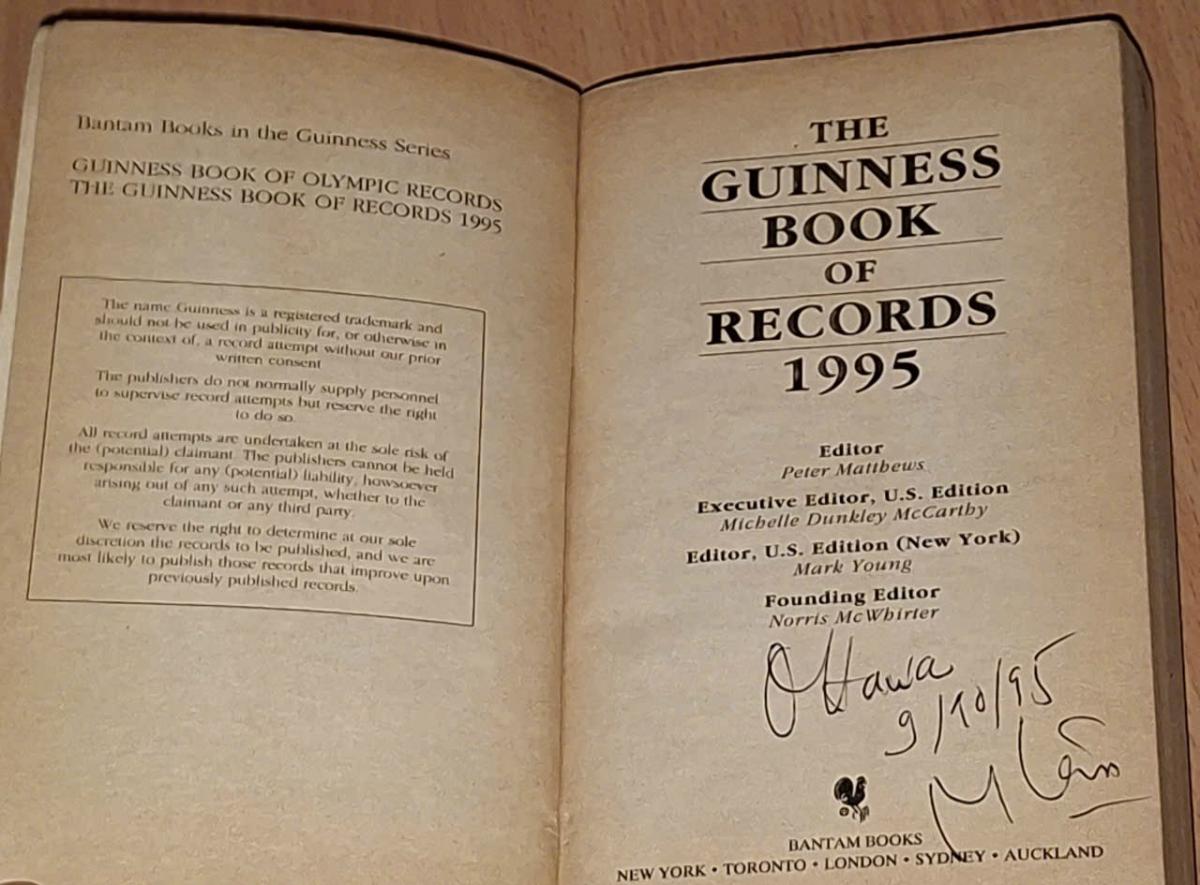 Bantam Books in the Guinness Series
GUINNESS BOOK OF OLYMPIC RECORDS
THE GUINNESS BOOK OF RECORDS 1995
The name Guinness is a registered trademark and
should not be used in publicity for, or otherwise in
the context of, a record attempt without our prior
written consent
The publishers do not normally supply personnel
to supervise record attempts but reserve the right
to do so.
All record attempts are undertaken at the sole risk of
the (potential) claimant. The publishers cannot be held
responsible for any (potential) liability, howsoever
arising out of any such attempt, whether to the
claimant or any third party.
We reserve the right to determine at our sole
discretion the records to be published, and we are
most likely to publish those records that improve upon
previously published records.
THE
GUINNESS
BOOK
OF
RECORDS
1995
Editor
Peter Matthews
Executive Editor, U.S. Edition
Michelle Dunkley McCarthy
Editor, U.S. Edition (New York)
Mark Young
Founding Editor
Norris McWhirter
Ottawa
9/10/95
M
BANTAM BOOKS
NEW YORK • TORONTO • LONDON • SYDNEY • AUCKLAND